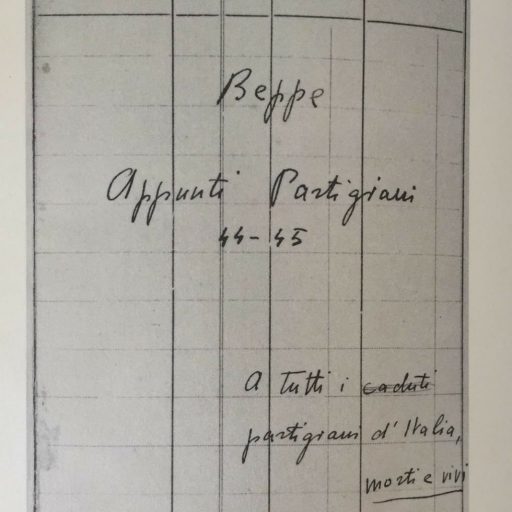 Beppe
Appunti Partigiani
44-45
A tutti i caduti
partigiani d'Italia,
morti e vivi